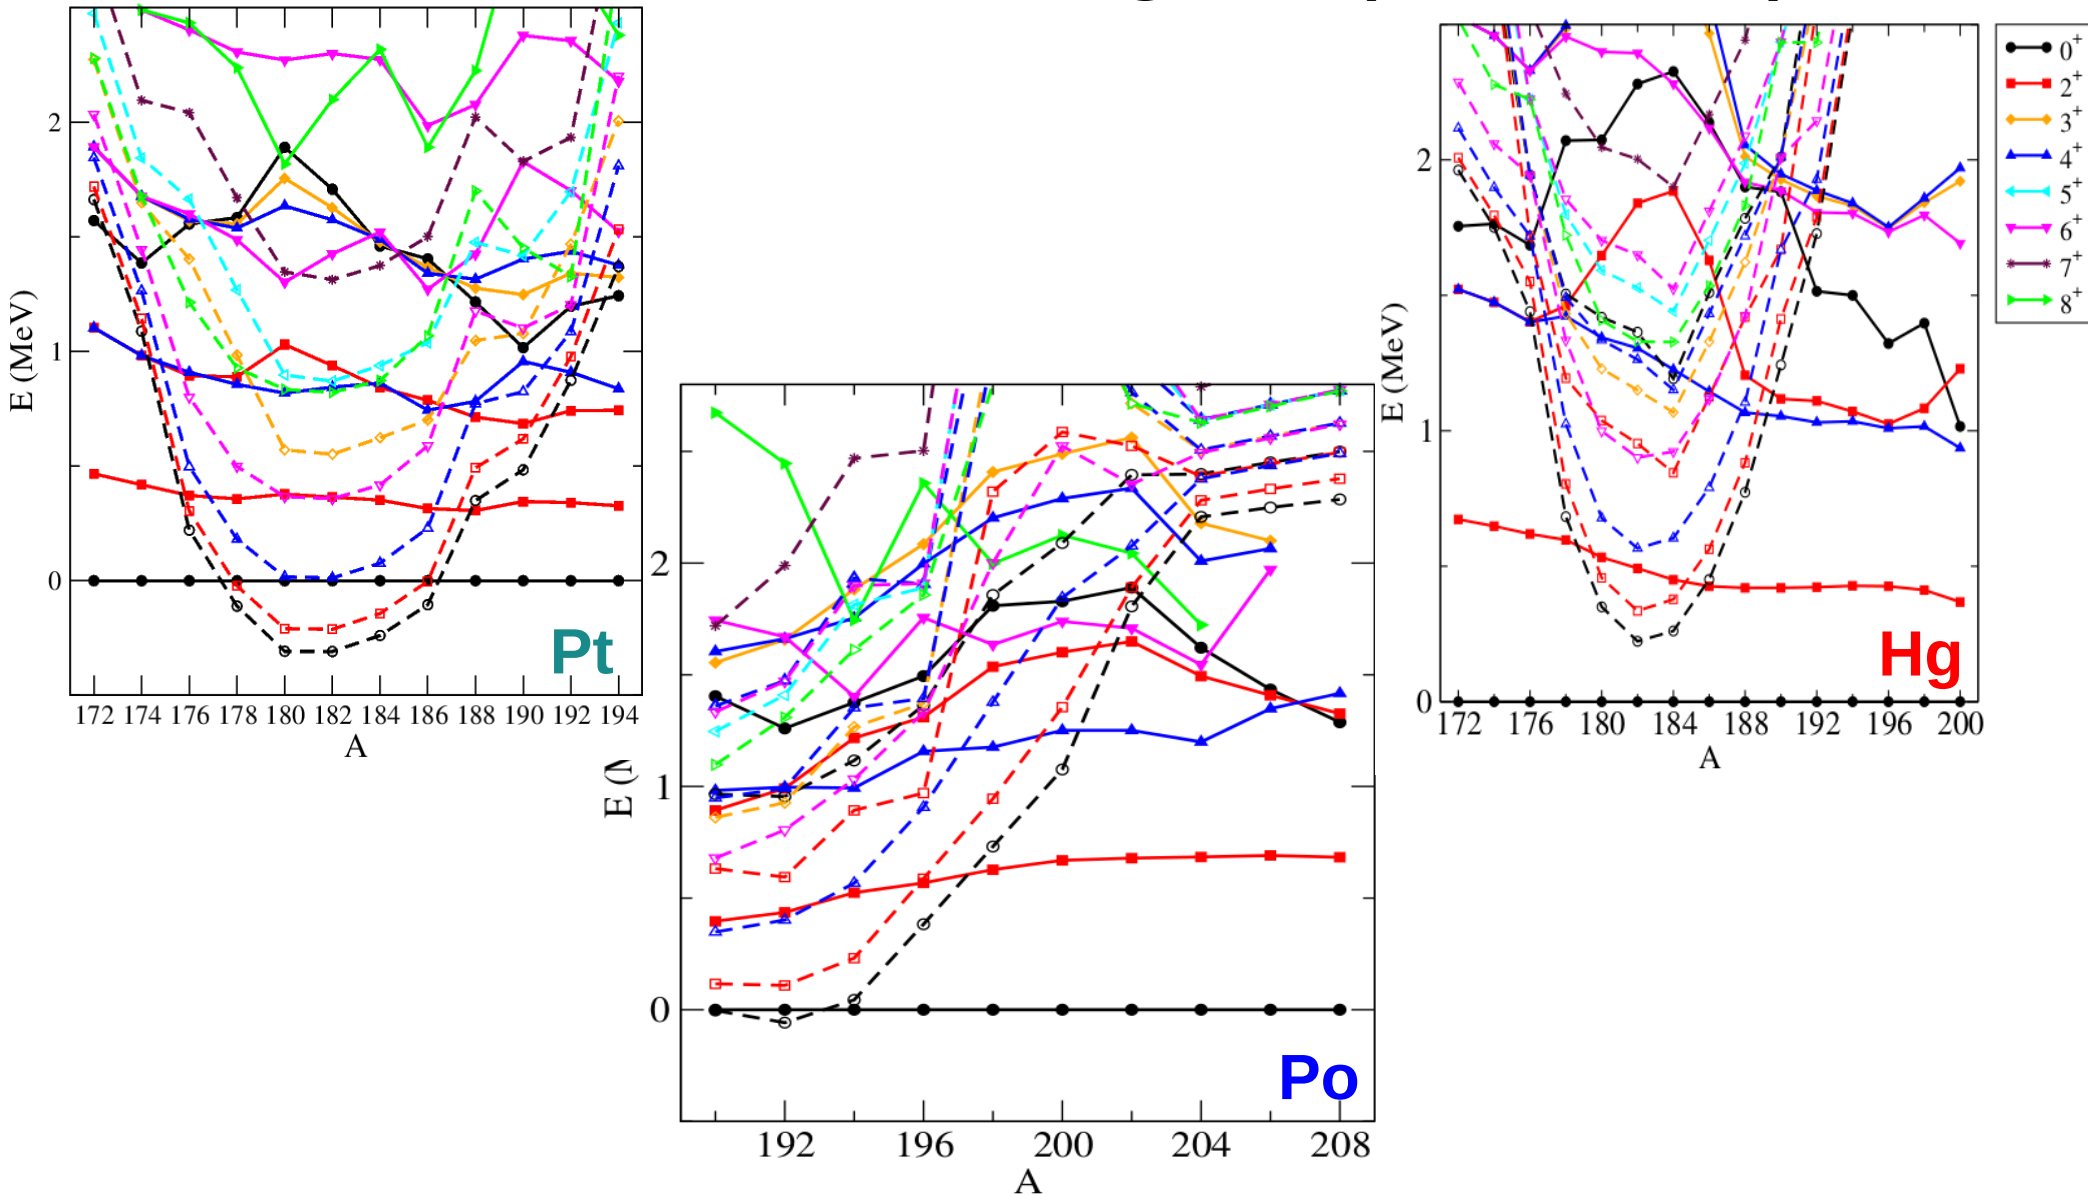 2
1
0
E (MeV)
172 174 176 178 180 182 184 186 188 190 192 194
A
Pt
2
1
0
E (M
192 196 200 204 208
A
Po
2
1
0
E (MeV)
172 176 180 184 188 192 196 200
A
Hg
0+
2+
3+
4+
5+
6+
7+
8+